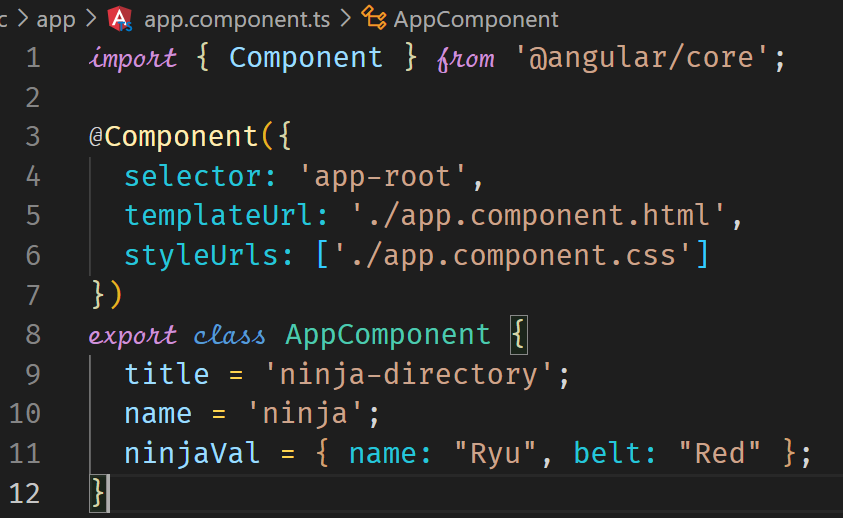 c > app > app.component.ts > AppComponent
1 import { Component } from '@angular/core';
2
3 @Component({
4   selector: 'app-root',
5   templateUrl: './app.component.html',
6   styleUrls: ['./app.component.css']
7 })
8 export class AppComponent {
9   title = 'ninja-directory';
10   name = 'ninja';
11   ninjaVal = { name: "Ryu", belt: "Red" };
12 }